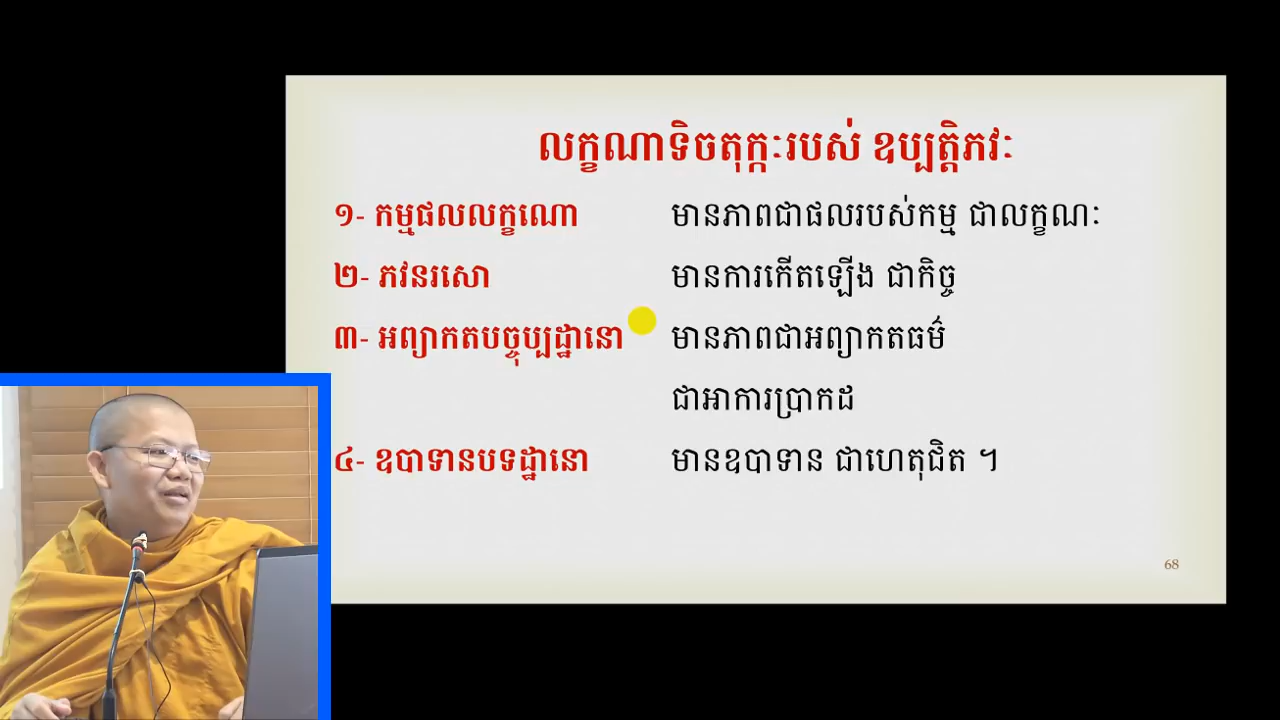 លក្ខណាទិចតុក្កៈរបស់ ឧប្បត្តិភវៈ
១- កម្មផលលក្ខណោ មានភាពជាផលរបស់កម្ម ជាលក្ខណៈ
២- ភវនរសោ មានការកើតឡើង ជាកិច្ច
៣- អព្យាកតបច្ចុប្បដ្ឋានោ មានភាពជាអព្យាកតធម៌
ជាអាការប្រាកដ
៤- ឧបាទានបទដ្ឋានោ មានឧបាទាន ជាហេតុជិត ។
68